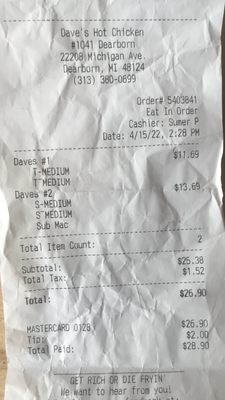 Dave's Hot Chicken
#1041 Dearborn
22208 Michigan Ave.
Dearborn, MI 48124
(313) 380-0699
Order# 5403841
Eat In Order
Cashier: Sumer P
Date: 4/15/22, 2:28 PM
Daves #1 $11.69
T-MEDIUM
T-MEDIUM
Daves #2 $13.69
S-MEDIUM
S-MEDIUM
Sub Mac
Total Item Count: 2
Subtotal: $25.38
Total Tax: $1.52
Total: $26.90
MASTERCARD 0128 $26.90
Tip: $2.00
Total Paid: $28.90
GET RICH OR DIE FRYIN'
We want to hear from you!